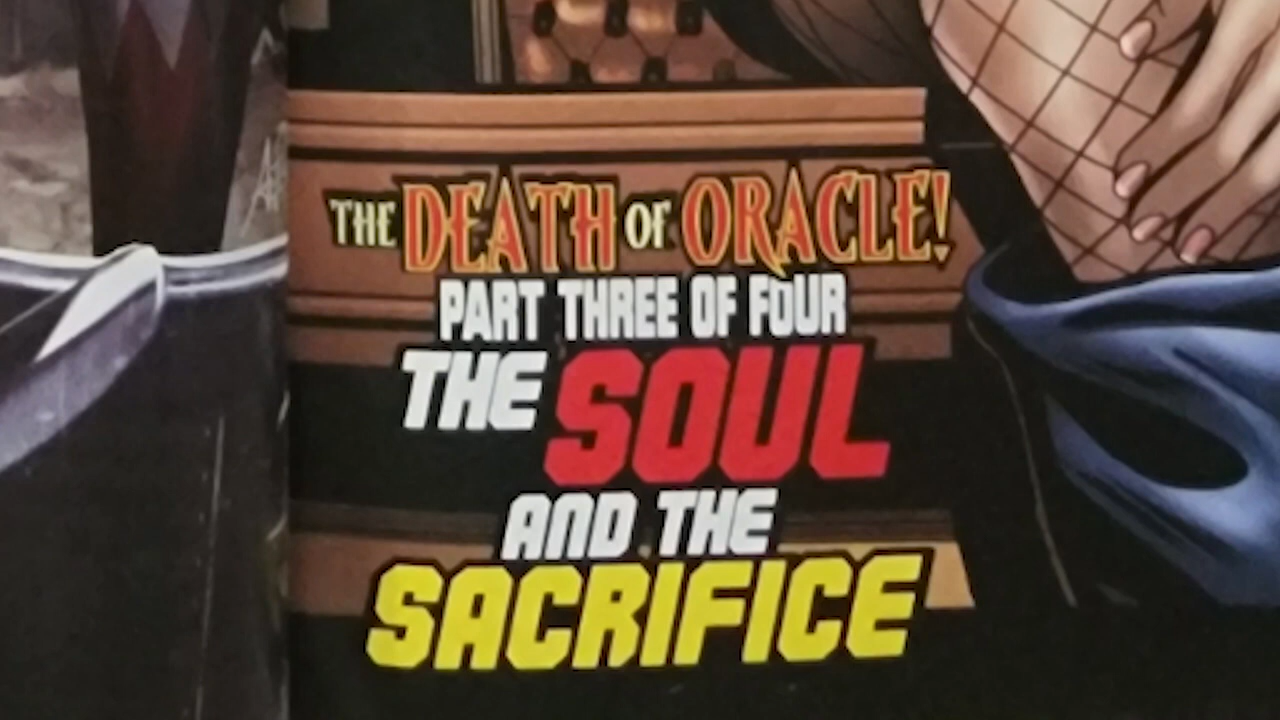 THE DEATH OF ORACLE!
PART THREE OF FOUR
THE SOUL
AND THE
SACRIFICE